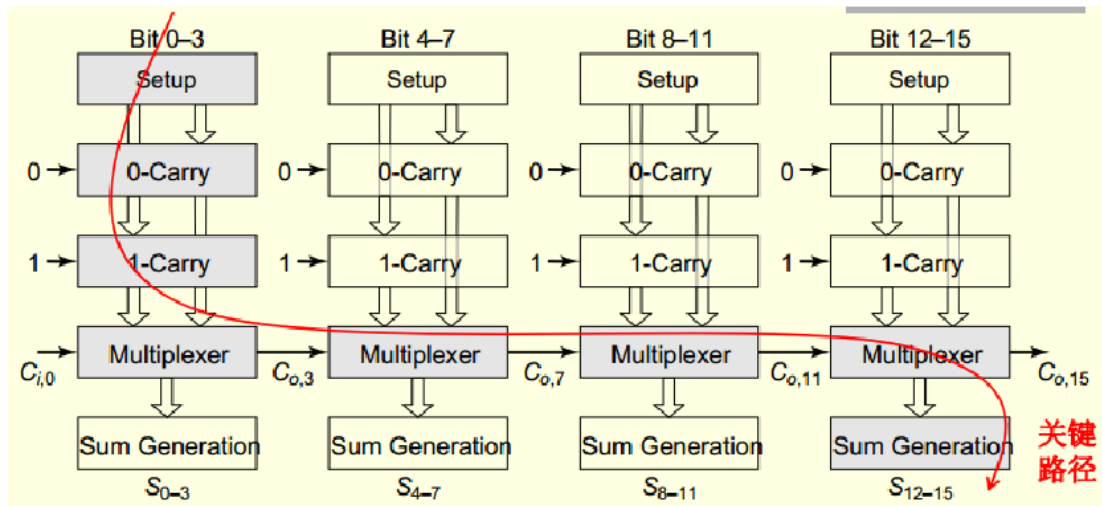 Bit 0–3 Bit 4–7 Bit 8–11 Bit 12–15
Setup Setup Setup Setup
0 0-Carry 0 0-Carry 0 0-Carry 0 0-Carry
1 1-Carry 1 1-Carry 1 1-Carry 1 1-Carry
Multiplexer Multiplexer Multiplexer Multiplexer
Ci,0 Co,3 Co,7 Co,11 Co,15
Sum Generation Sum Generation Sum Generation Sum Generation
S0–3 S4–7 S8–11 S12–15
关键
路径